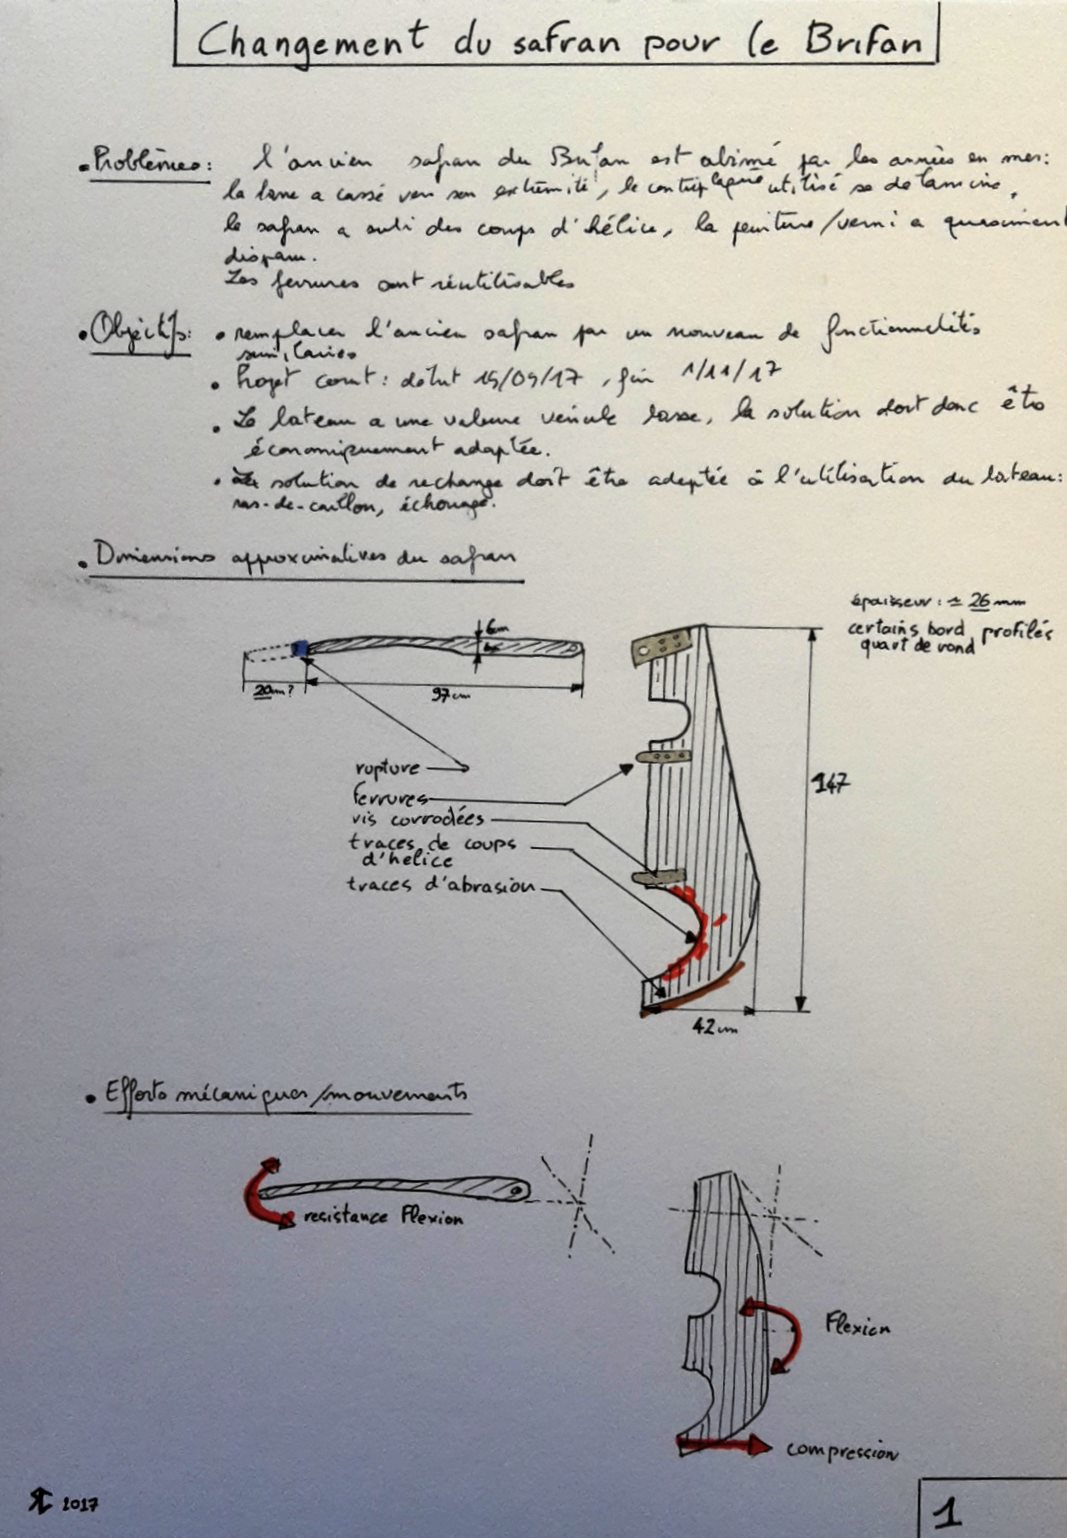 Changement du safran pour le Brifan
• Problèmes: l'ancien safran du Brifan est abimé par les années en mer:
la barre a cassé vers son extrêmité, le contreplaqué utilisé se delamine,
le safran a subi des coups d'hélice, la peinture/verni a quasiment
disparu.
Les ferrures sont réutilisables
• Objectifs: • remplacer l'ancien safran par un nouveau de fonctionnalités
similaires
• Projet court: début 15/09/17, fin 1/11/17
• Le bateau a une valeur vénale basse, la solution doit donc être
économiquement adaptée.
• La solution de rechange doit être adaptée à l'utilisation du bateau:
ras-de-caillou, échouage.
• Dimensions approximatives du safran
épaisseur: ≃ 26 mm
certains bord profilés
quart de rond
6cm
20cm?
97cm
rupture
ferrures
vis corrodées
traces de coups
d'hélice
traces d'abrasion
147
42cm
• Efforts mécaniques/mouvements
resistance Flexion
Flexion
compression
2017
1